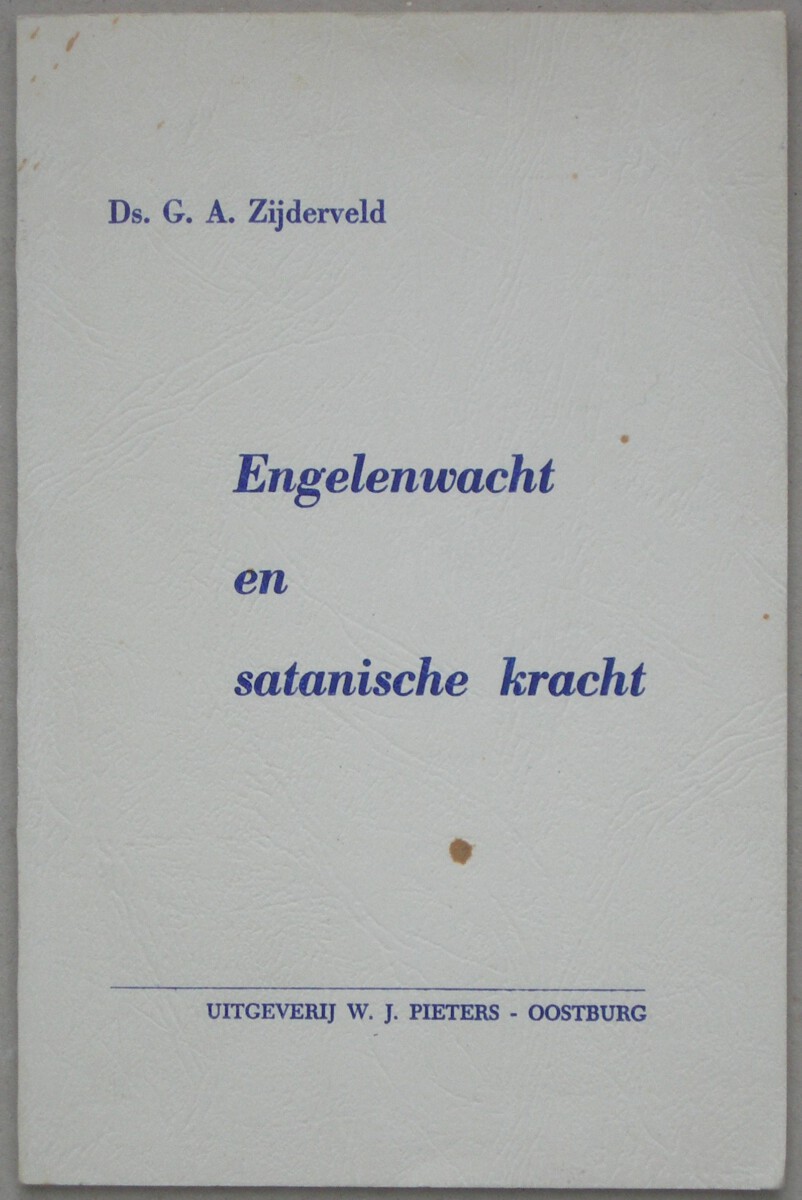 Ds. G. A. Zijderveld
Engelenwacht
en
satanische kracht
UITGEVERIJ W. J. PIETERS - OOSTBURG